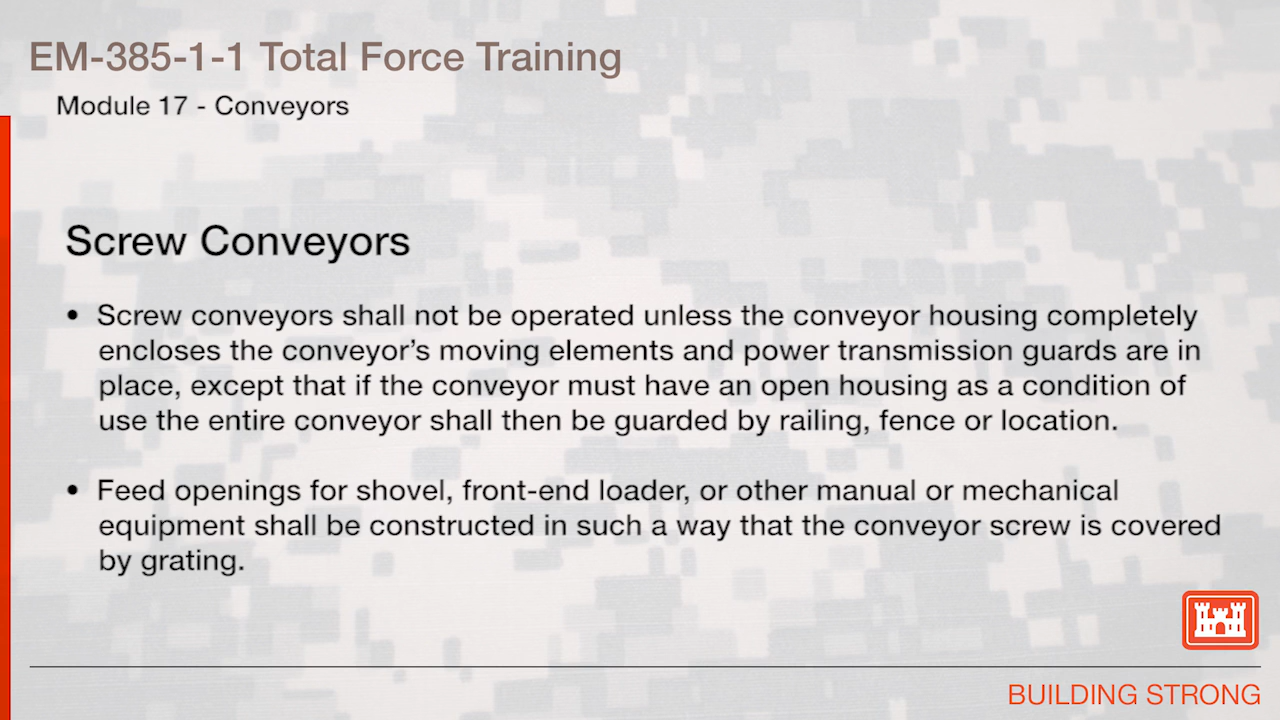 EM-385-1-1 Total Force Training
Module 17 - Conveyors
Screw Conveyors
• Screw conveyors shall not be operated unless the conveyor housing completely
encloses the conveyor’s moving elements and power transmission guards are in
place, except that if the conveyor must have an open housing as a condition of
use the entire conveyor shall then be guarded by railing, fence or location.
• Feed openings for shovel, front-end loader, or other manual or mechanical
equipment shall be constructed in such a way that the conveyor screw is covered
by grating.
BUILDING STRONG